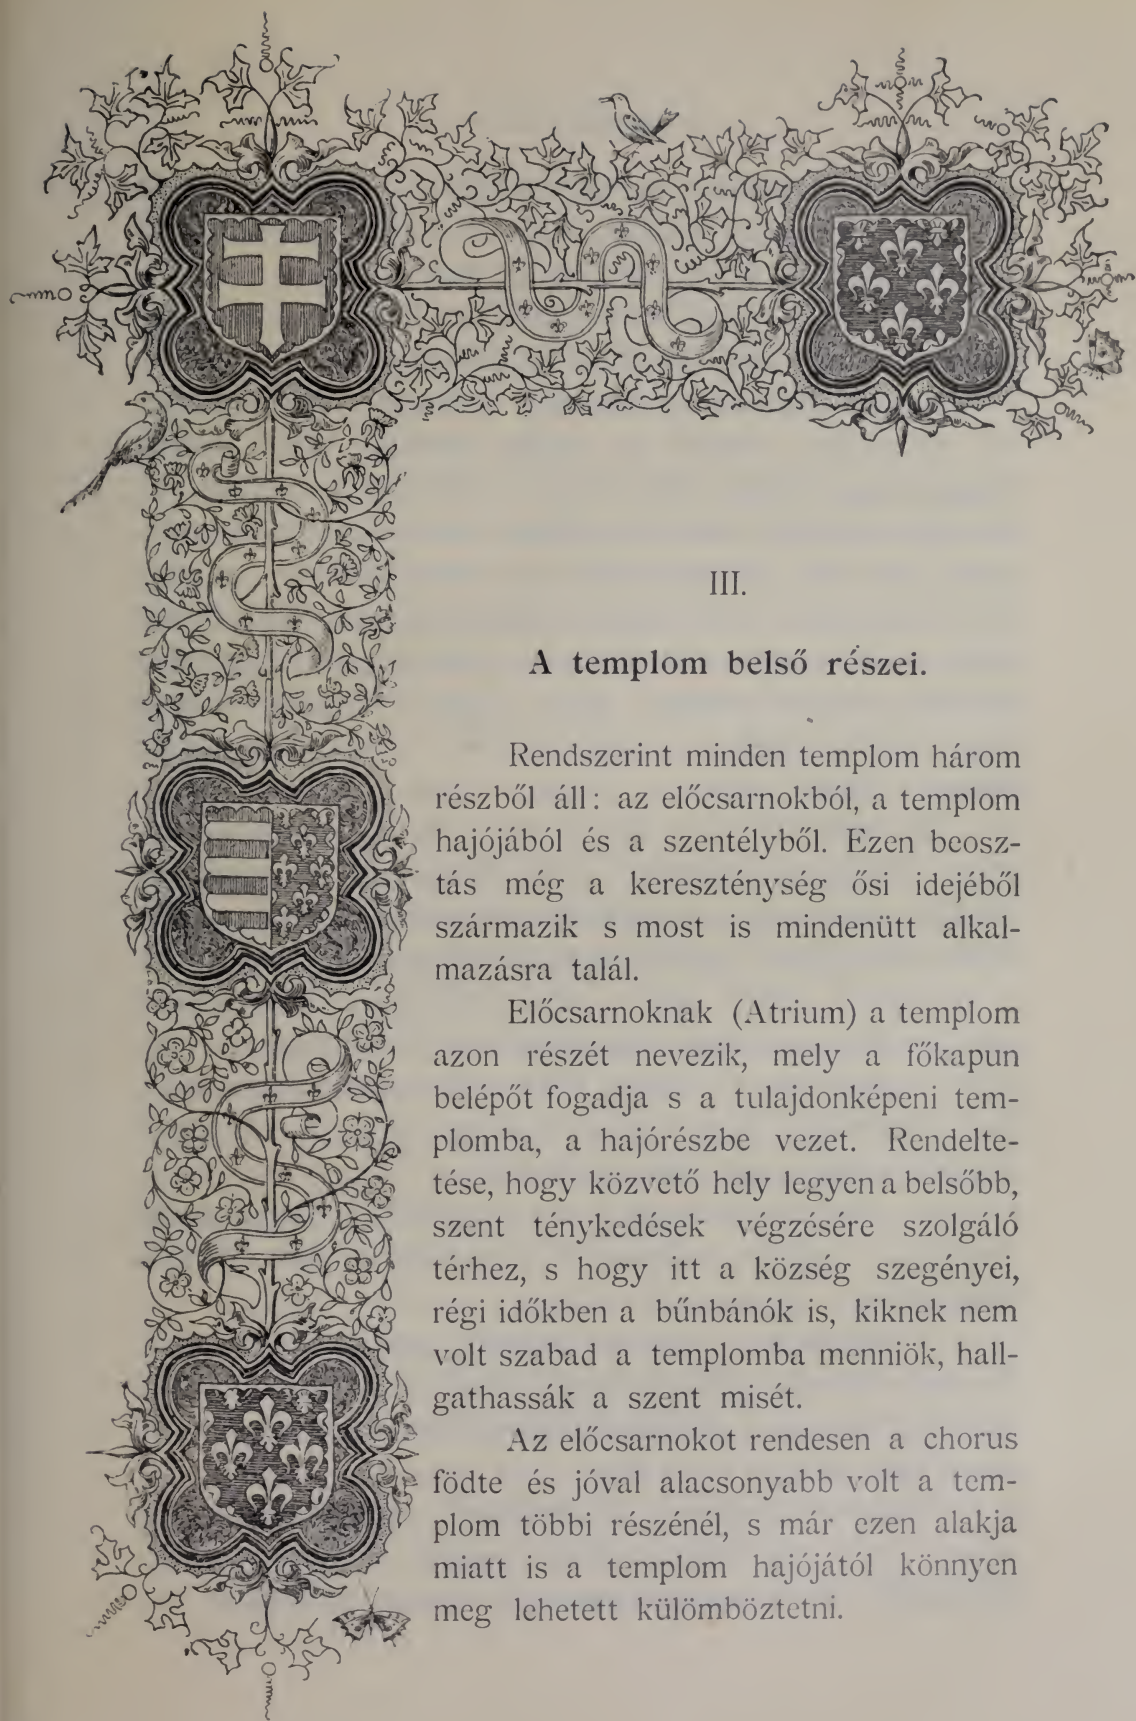 III.
A templom belső részei.
Rendszerint minden templom három
részből áll: az előcsarnokból, a templom
hajójából és a szentélyből. Ezen beosz-
tás még a kereszténység ősi idejéből
származik s most is mindenütt alkal-
mazásra talál.
Előcsarnoknak (Atrium) a templom
azon részét nevezik, mely a főkapun
belépőt fogadja s a tulajdonképeni tem-
plomba, a hajórészbe vezet. Rendelte-
tése, hogy közvető hely legyen a belsőbb,
szent ténykedések végzésére szolgáló
térhez, s hogy itt a község szegényei,
régi időkben a bűnbánók is, kiknek nem
volt szabad a templomba menniök, hall-
gathassák a szent misét.
Az előcsarnokot rendesen a chorus
födte és jóval alacsonyabb volt a tem-
plom többi részénél, s már ezen alakja
miatt is a templom hajójától könnyen
meg lehetett külömböztetni.